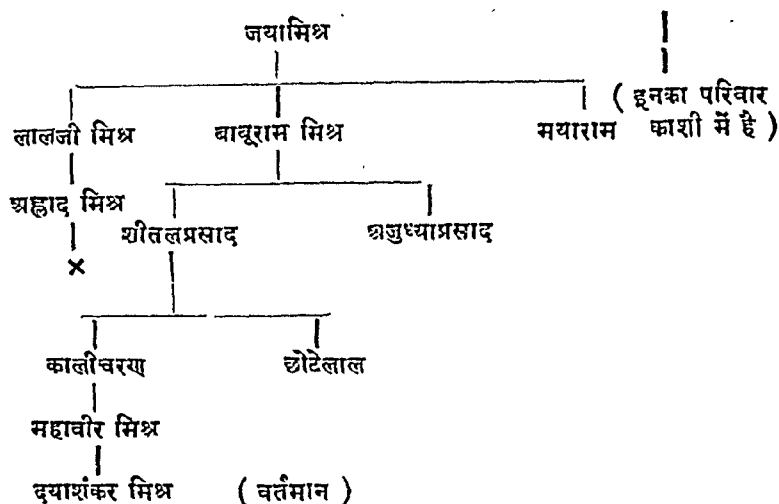 जयामिश्र
( इनका परिवार
लालजी मिश्र बाबूराम मिश्र मयाराम काशी में है )
अह्लाद मिश्र
शीतलप्रसाद अजुध्याप्रसाद
×
कालीचरण छोटेलाल
महावीर मिश्र
दयाशंकर मिश्र ( वर्तमान )